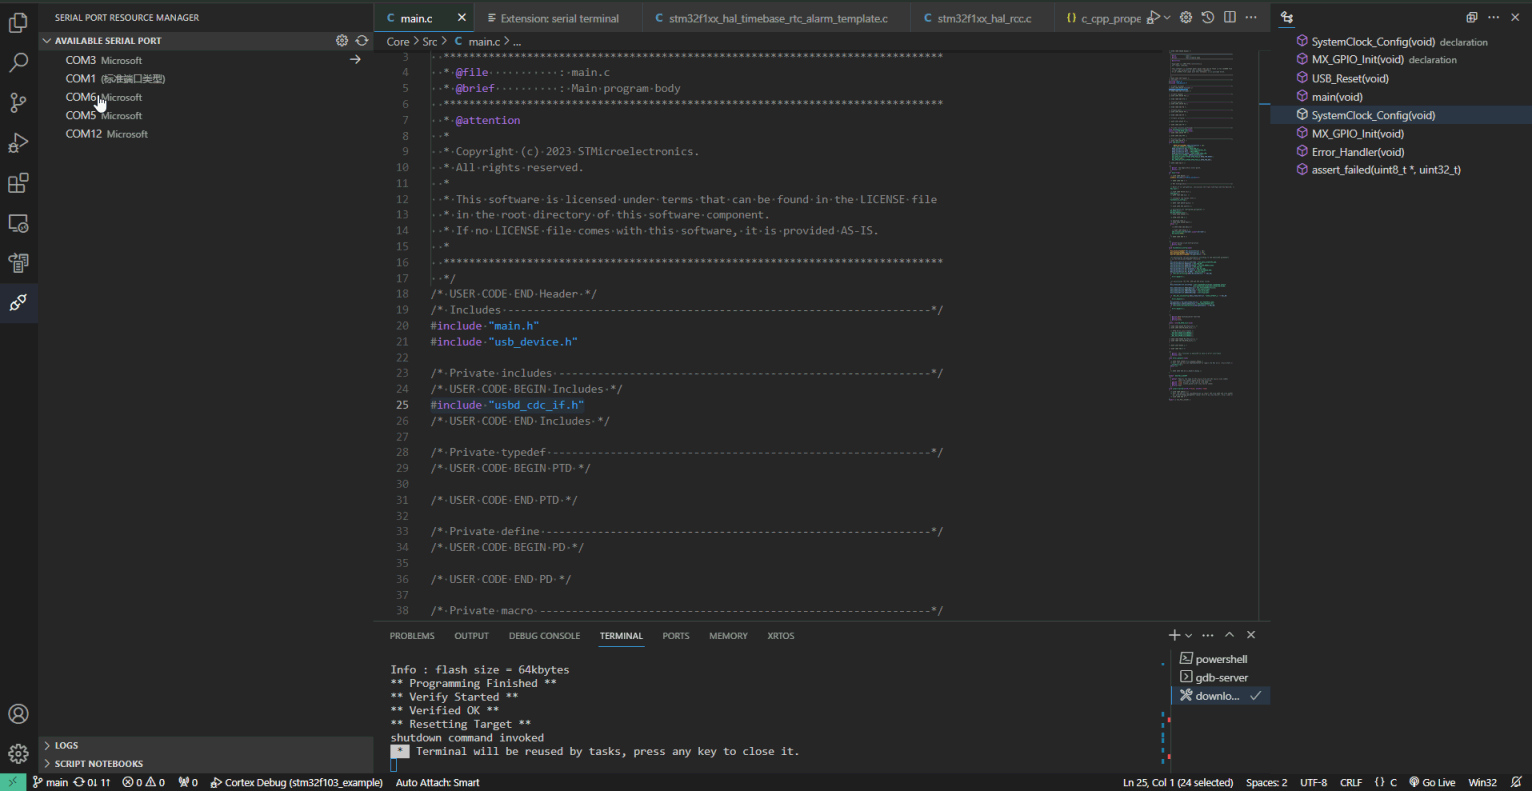 SERIAL PORT RESOURCE MANAGER
AVAILABLE SERIAL PORT
COM3 Microsoft
COM1 (标准端口类型)
COM6 Microsoft
COM5 Microsoft
COM12 Microsoft
LOGS
SCRIPT NOTEBOOKS
main.c
Extension: serial terminal
stm32f1xx_hal_timebase_rtc_alarm_template.c
stm32f1xx_hal_rcc.c
c_cpp_prope
Core > Src > C main.c > ...
3 ******************************************************************************
4 * @file : main.c
5 * @brief : Main program body
6 ******************************************************************************
7 * @attention
8 *
9 * Copyright (c) 2023 STMicroelectronics.
10 * All rights reserved.
11 *
12 * This software is licensed under terms that can be found in the LICENSE file
13 * in the root directory of this software component.
14 * If no LICENSE file comes with this software, it is provided AS-IS.
15 *
16 ******************************************************************************
17 */
18 /* USER CODE END Header */
19 /* Includes ------------------------------------------------------------------*/
20 #include "main.h"
21 #include "usb_device.h"
22
23 /* Private includes ----------------------------------------------------------*/
24 /* USER CODE BEGIN Includes */
25 #include "usbd_cdc_if.h"
26 /* USER CODE END Includes */
27
28 /* Private typedef -----------------------------------------------------------*/
29 /* USER CODE BEGIN PTD */
30
31 /* USER CODE END PTD */
32
33 /* Private define ------------------------------------------------------------*/
34 /* USER CODE BEGIN PD */
35
36 /* USER CODE END PD */
37
38 /* Private macro -------------------------------------------------------------*/
SystemClock_Config(void) declaration
MX_GPIO_Init(void) declaration
USB_Reset(void)
main(void)
SystemClock_Config(void)
MX_GPIO_Init(void)
Error_Handler(void)
assert_failed(uint8_t *, uint32_t)
PROBLEMS OUTPUT DEBUG CONSOLE TERMINAL PORTS MEMORY XRTOS
Info : flash size = 64kbytes
** Programming Finished **
** Verify Started **
** Verified OK **
** Resetting Target **
shutdown command invoked
* Terminal will be reused by tasks, press any key to close it.
powershell
gdb-server
downlo...
main 0↓ 1↑ 0 0 0 Cortex Debug (stm32f103_example) Auto Attach: Smart Ln 25, Col 1 (24 selected) Spaces: 2 UTF-8 CRLF {} C Go Live Win32